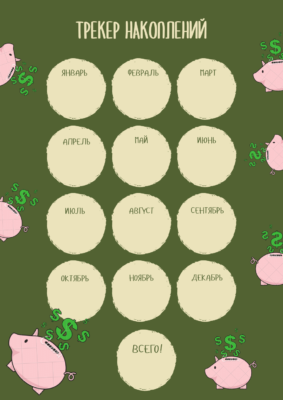 ТРЕКЕР НАКОПЛЕНИЙ
ЯНВАРЬ ФЕВРАЛЬ МАРТ
АПРЕЛЬ МАЙ ИЮНЬ
ИЮЛЬ АВГУСТ СЕНТЯБРЬ
ОКТЯБРЬ НОЯБРЬ ДЕКАБРЬ
ВСЕГО!